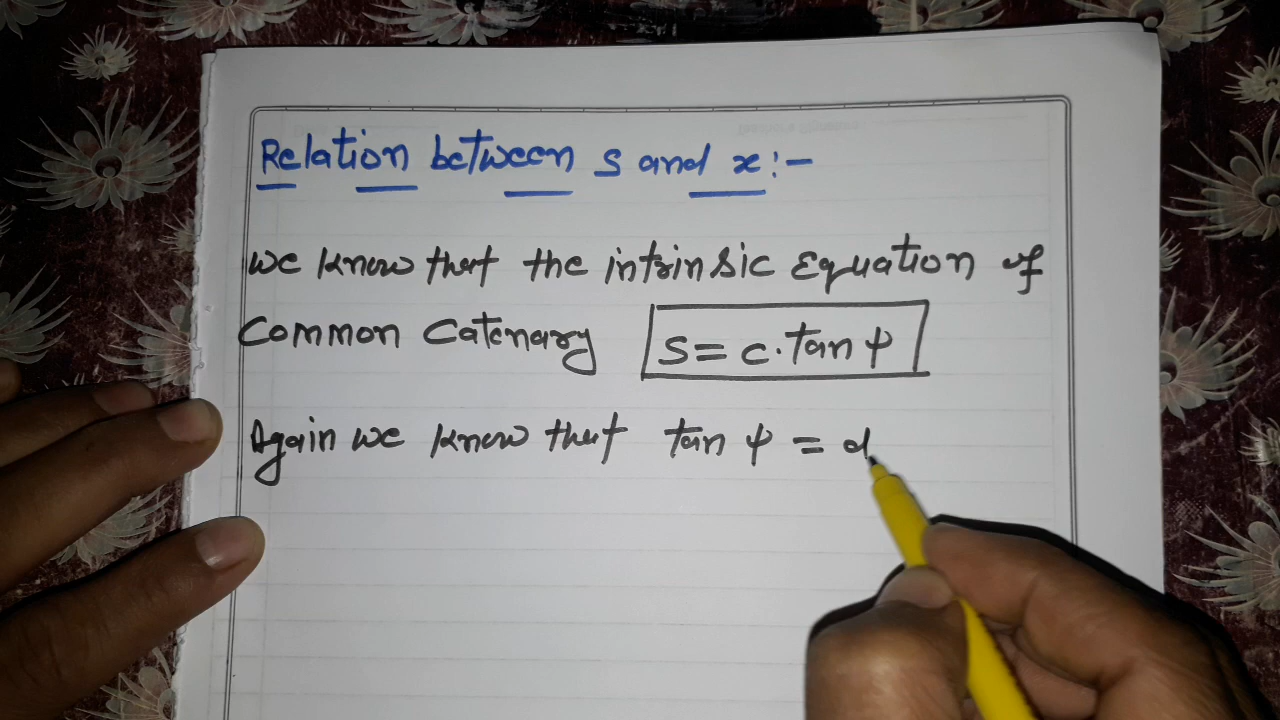 Relation between s and x:-
We know that the intrinsic Equation of
Common Catenary S = c·tan ψ
Again we know that tan ψ = d